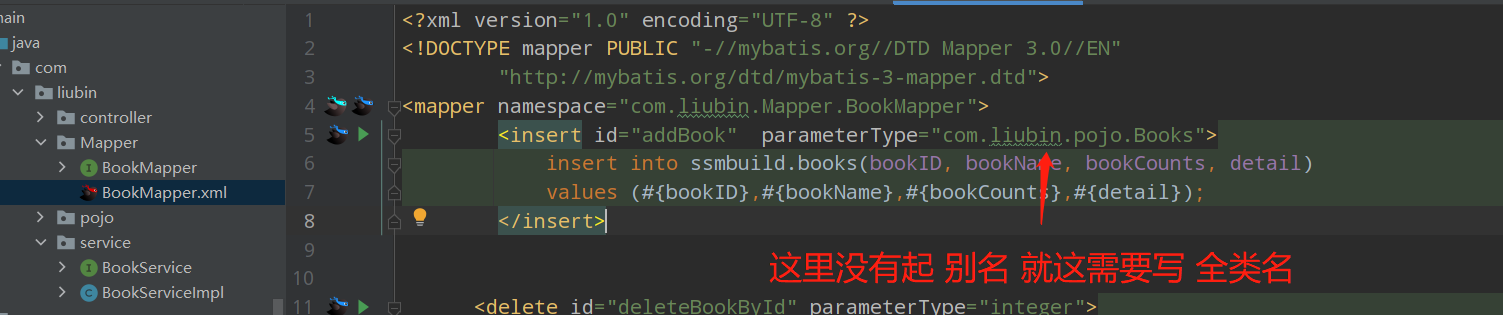 main
java
com
liubin
controller
Mapper
BookMapper
BookMapper.xml
pojo
service
BookService
BookServiceImpl
1 <?xml version="1.0" encoding="UTF-8" ?>
2 <!DOCTYPE mapper PUBLIC "-//mybatis.org//DTD Mapper 3.0//EN"
3 "http://mybatis.org/dtd/mybatis-3-mapper.dtd">
4 <mapper namespace="com.liubin.Mapper.BookMapper">
5 <insert id="addBook" parameterType="com.liubin.pojo.Books">
6 insert into ssmbuild.books(bookID, bookName, bookCounts, detail)
7 values (#{bookID},#{bookName},#{bookCounts},#{detail});
8 </insert>
9
这里没有起 别名 就这需要写 全类名
10
11 <delete id="deleteBookById" parameterType="integer">